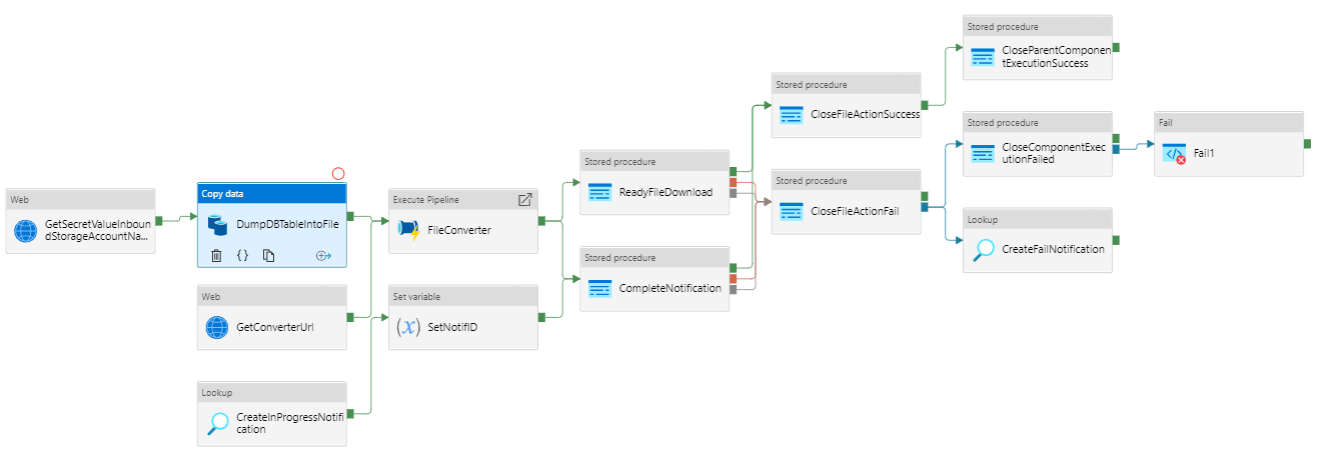 Web
GetSecretValueInboun
dStorageAccountNa...
Copy data
DumpDBTableIntoFile
{}
Web
GetConverterUrl
Lookup
CreateInProgressNotifi
cation
Execute Pipeline
FileConverter
Set variable
(x)
SetNotifID
Stored procedure
ReadyFileDownload
Stored procedure
CompleteNotification
Stored procedure
CloseFileActionSuccess
Stored procedure
CloseFileActionFail
Stored procedure
CloseParentComponen
tExecutionSuccess
Stored procedure
CloseComponentExec
utionFailed
Lookup
CreateFailNotification
Fail
Fail1